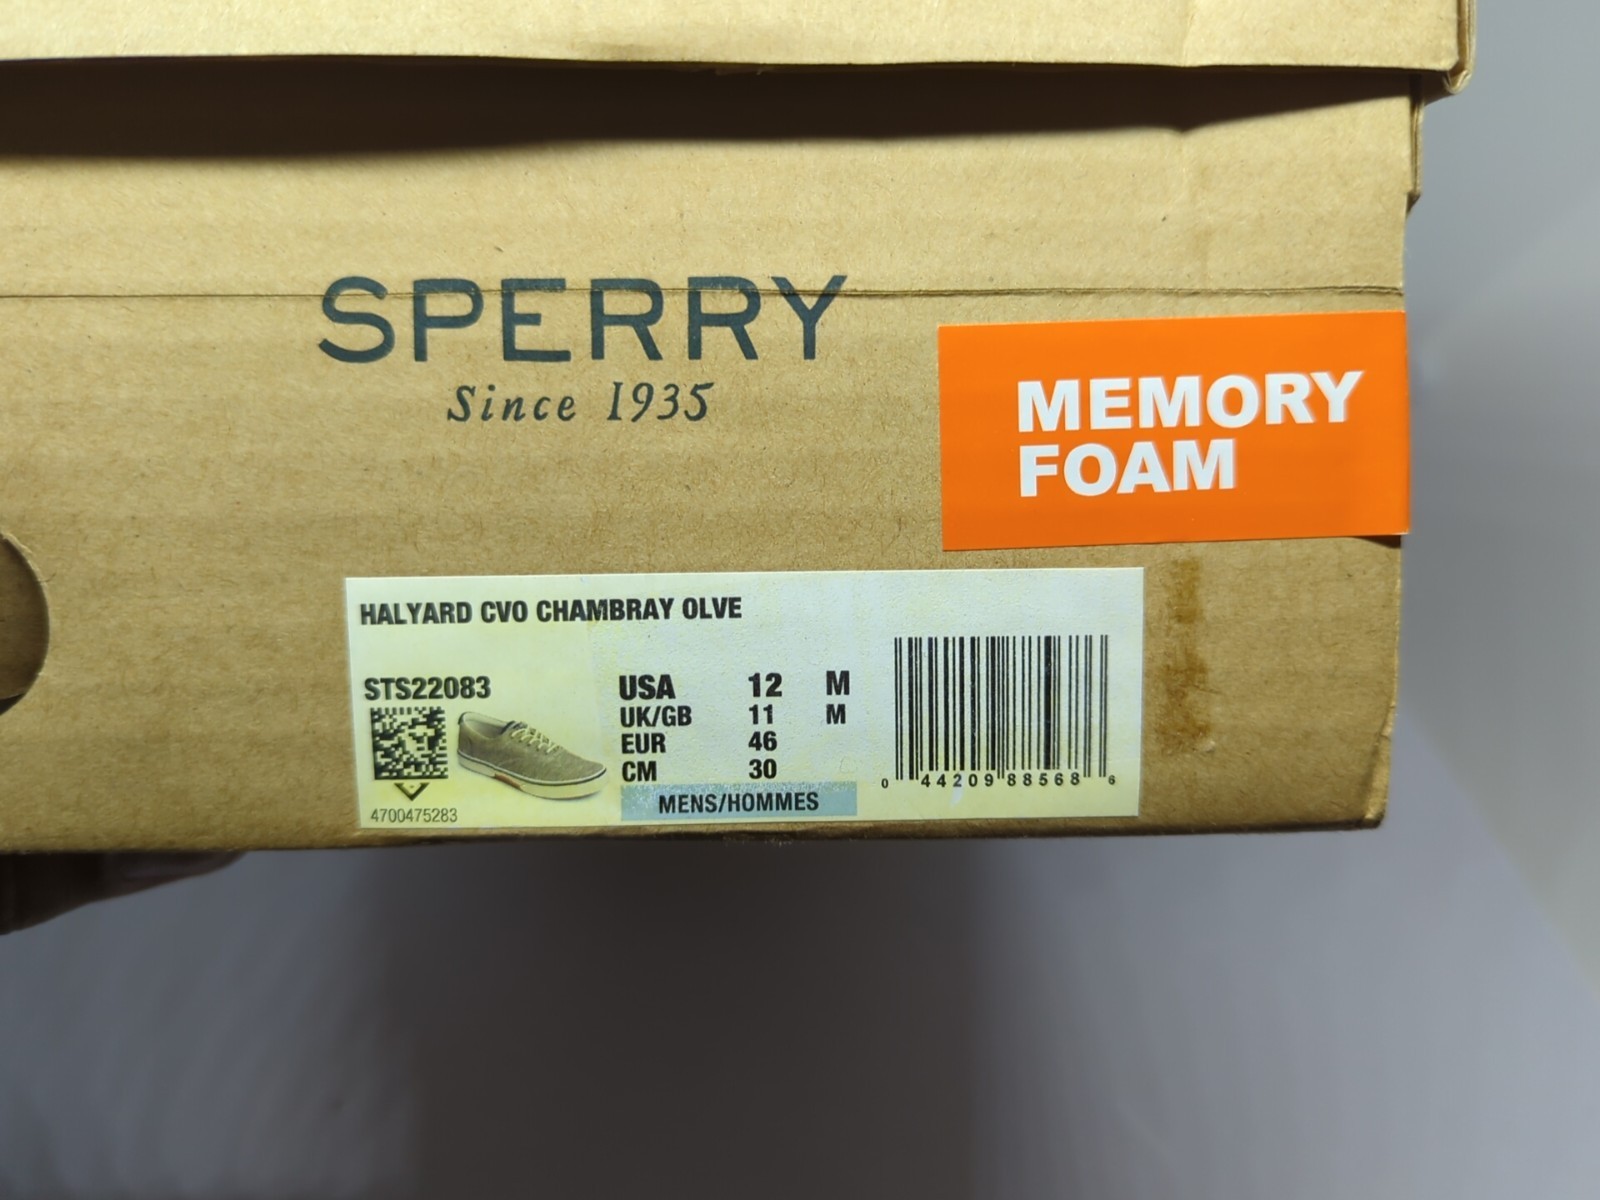 SPERRY
Since 1935
MEMORY
FOAM
HALYARD CVO CHAMBRAY OLVE
STS22083
USA 12 M
UK/GB 11 M
EUR 46
CM 30
MENS/HOMMES
4700475283
0 44209 88568 6